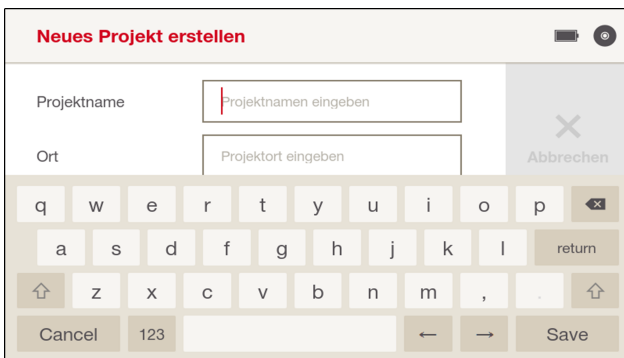 Neues Projekt erstellen
Projektname
Projektnamen eingeben
Ort
Projektort eingeben
Abbrechen
q w e r t y u i o p
a s d f g h j k l return
z x c v b n m , .
Cancel 123 ← → Save